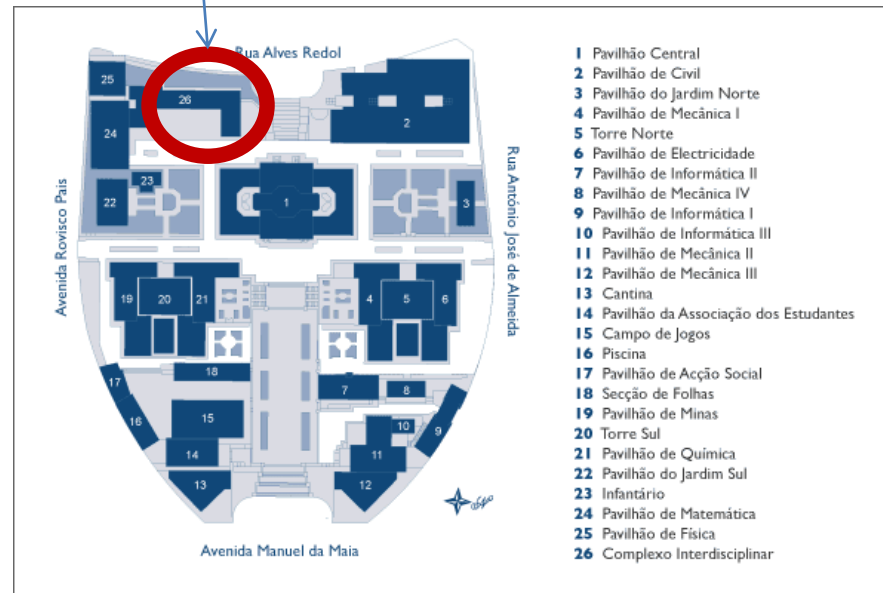 Rua Alves Redol
25
26
2
24
23
22
1
3
Avenida Rovisco Pais
Rua António José de Almeida
19
20
21
4
5
6
18
17
7
8
16
15
10
9
14
11
13
12
Avenida Manuel da Maia
1 Pavilhão Central
2 Pavilhão de Civil
3 Pavilhão do Jardim Norte
4 Pavilhão de Mecânica I
5 Torre Norte
6 Pavilhão de Electricidade
7 Pavilhão de Informática II
8 Pavilhão de Mecânica IV
9 Pavilhão de Informática I
10 Pavilhão de Informática III
11 Pavilhão de Mecânica II
12 Pavilhão de Mecânica III
13 Cantina
14 Pavilhão da Associação dos Estudantes
15 Campo de Jogos
16 Piscina
17 Pavilhão de Acção Social
18 Secção de Folhas
19 Pavilhão de Minas
20 Torre Sul
21 Pavilhão de Química
22 Pavilhão do Jardim Sul
23 Infantário
24 Pavilhão de Matemática
25 Pavilhão de Física
26 Complexo Interdisciplinar